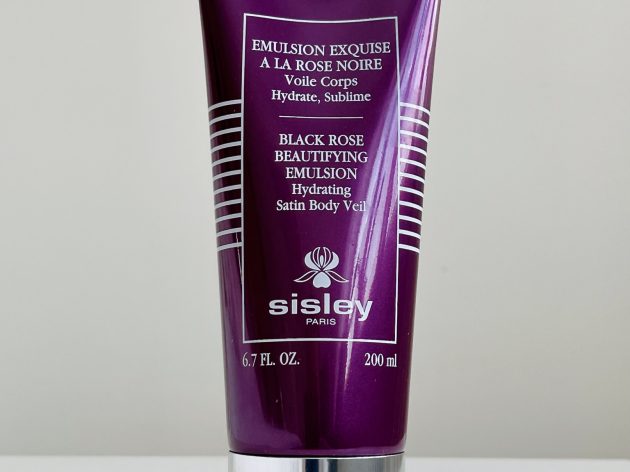 EMULSION EXQUISE
A LA ROSE NOIRE
Voile Corps
Hydrate, Sublime
BLACK ROSE
BEAUTIFYING
EMULSION
Hydrating
Satin Body Veil
sisley
PARIS
6.7 FL. OZ. 200 ml